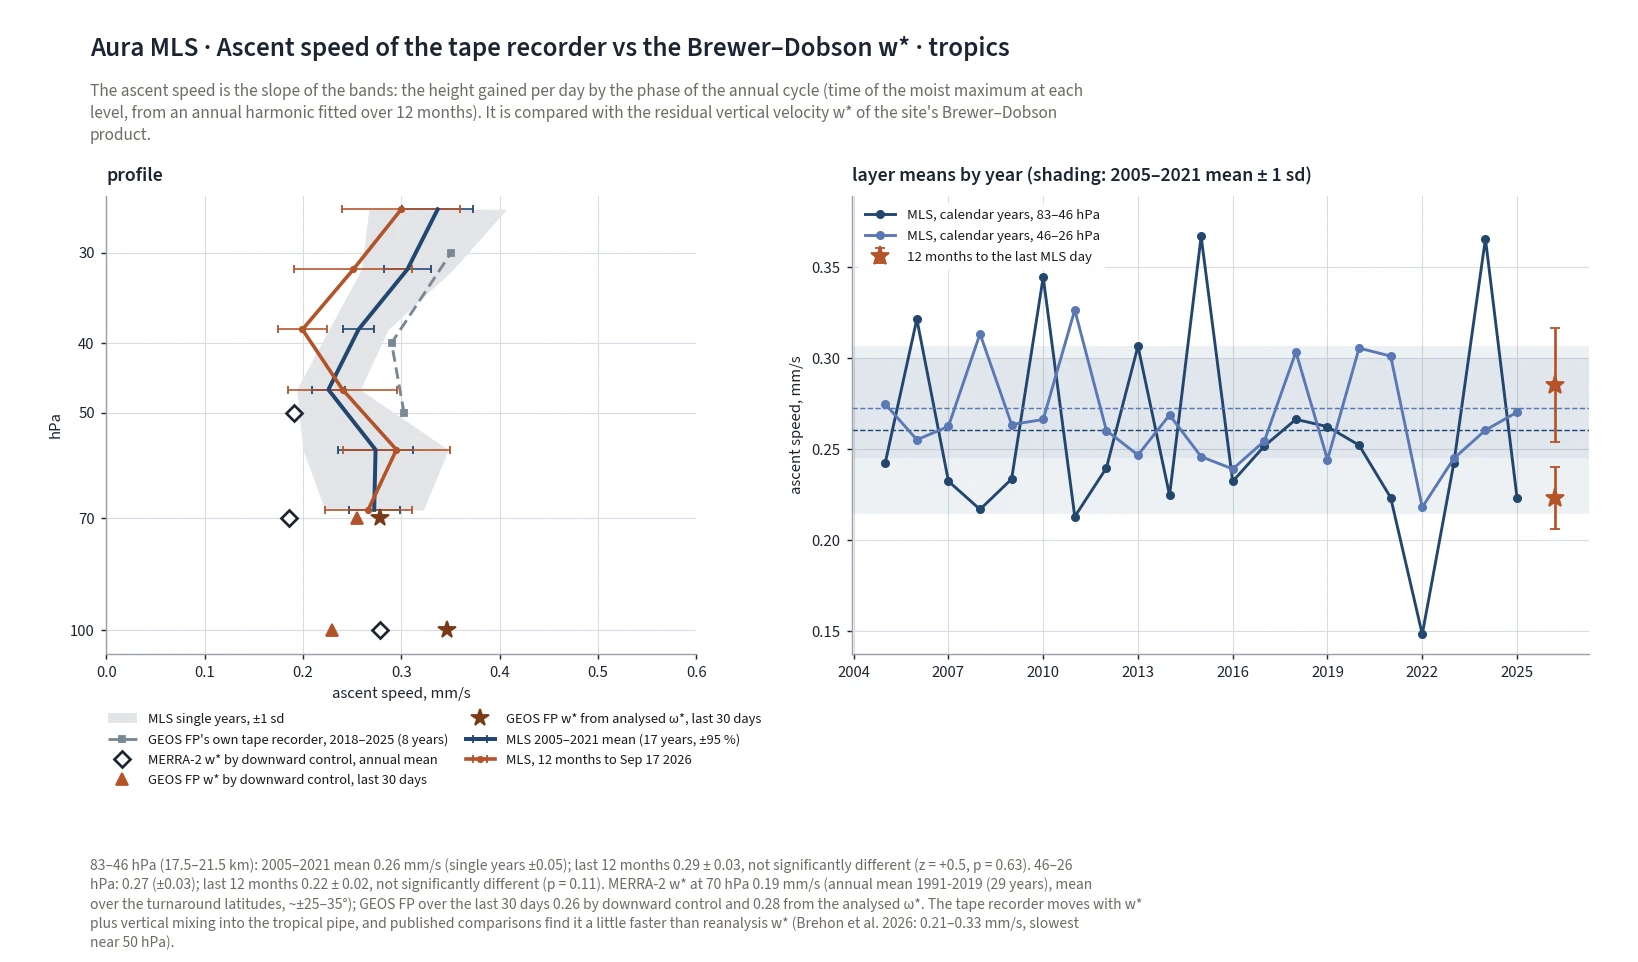 Aura MLS · Ascent speed of the tape recorder vs the Brewer–Dobson w* · tropics
The ascent speed is the slope of the bands: the height gained per day by the phase of the annual cycle (time of the moist maximum at each
level, from an annual harmonic fitted over 12 months). It is compared with the residual vertical velocity w* of the site's Brewer–Dobson
product.
profile
30
40
50
70
100
hPa
0.0 0.1 0.2 0.3 0.4 0.5 0.6
ascent speed, mm/s
MLS single years, ±1 sd
GEOS FP's own tape recorder, 2018–2025 (8 years)
MERRA-2 w* by downward control, annual mean
GEOS FP w* by downward control, last 30 days
GEOS FP w* from analysed ω*, last 30 days
MLS 2005–2021 mean (17 years, ±95 %)
MLS, 12 months to Sep 17 2026
layer means by year (shading: 2005–2021 mean ± 1 sd)
MLS, calendar years, 83–46 hPa
MLS, calendar years, 46–26 hPa
12 months to the last MLS day
0.35
0.30
0.25
0.20
0.15
ascent speed, mm/s
2004 2007 2010 2013 2016 2019 2022 2025
83–46 hPa (17.5–21.5 km): 2005–2021 mean 0.26 mm/s (single years ±0.05); last 12 months 0.29 ± 0.03, not significantly different (z = +0.5, p = 0.63). 46–26
hPa: 0.27 (±0.03); last 12 months 0.22 ± 0.02, not significantly different (p = 0.11). MERRA-2 w* at 70 hPa 0.19 mm/s (annual mean 1991-2019 (29 years), mean
over the turnaround latitudes, ~±25–35°); GEOS FP over the last 30 days 0.26 by downward control and 0.28 from the analysed ω*. The tape recorder moves with w*
plus vertical mixing into the tropical pipe, and published comparisons find it a little faster than reanalysis w* (Brehon et al. 2026: 0.21–0.33 mm/s, slowest
near 50 hPa).